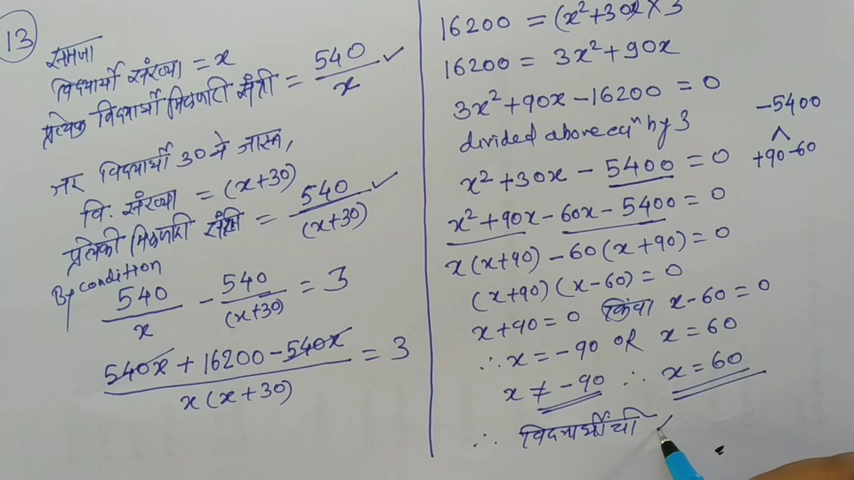 13
समजा
विद्यार्थी संख्या = x
प्रत्येक विद्यार्थी मिळणारी संत्री = 540/x ✓
जर विद्यार्थी 30 ने जास्त,
वि. संख्या = (x+30)
प्रत्येकी मिळणारी संत्री = 540/(x+30) ✓
By condition
540/x - 540/(x+30) = 3
540x + 16200 - 540x / x(x+30) = 3
16200 = (x²+30x) × 3
16200 = 3x²+90x
3x²+90x-16200 = 0
divided above eqⁿ by 3
x²+30x - 5400 = 0
-5400
+90 -60
x²+90x-60x-5400 = 0
x(x+90)-60(x+90)=0
(x+90)(x-60)=0
x+90=0 किंवा x-60=0
∴ x=-90 or x=60
x ≠ -90 ∴ x=60
∴ विद्यार्थ्यांची